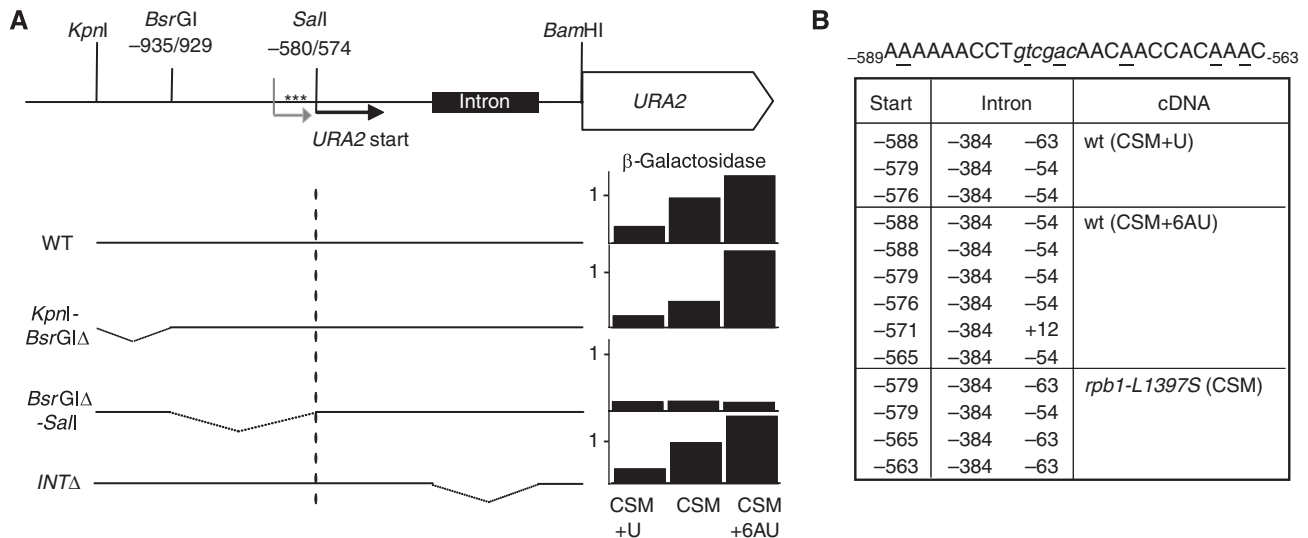 A
KpnI
BsrGI
–935/929
SalI
–580/574
BamHI
***
Intron
URA2
URA2 start
β-Galactosidase
WT
1
KpnI-
BsrGIΔ
1
BsrGIΔ
-SalI
1
INTΔ
1
CSM
+U
CSM
CSM
+6AU
B
–589AAAAAACCTgtcgacAACAACCACAAAC-563
Start Intron cDNA
–588 –384 –63 wt (CSM+U)
–579 –384 –54
–576 –384 –54
–588 –384 –54 wt (CSM+6AU)
–588 –384 –54
–579 –384 –54
–576 –384 –54
–571 –384 +12
–565 –384 –54
–579 –384 –63 rpb1-L1397S (CSM)
–579 –384 –54
–565 –384 –63
–563 –384 –63